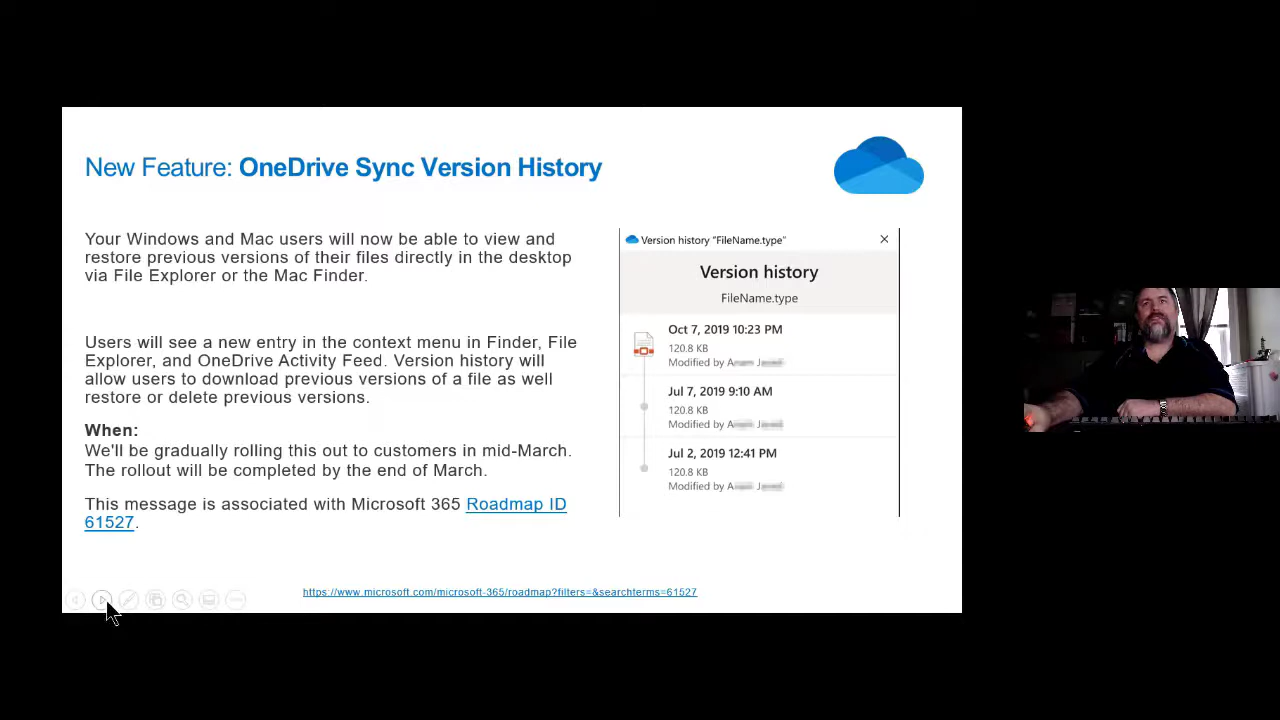 New Feature: OneDrive Sync Version History
Your Windows and Mac users will now be able to view and
restore previous versions of their files directly in the desktop
via File Explorer or the Mac Finder.
Users will see a new entry in the context menu in Finder, File
Explorer, and OneDrive Activity Feed. Version history will
allow users to download previous versions of a file as well
restore or delete previous versions.
When:
We'll be gradually rolling this out to customers in mid-March.
The rollout will be completed by the end of March.
This message is associated with Microsoft 365 Roadmap ID
61527.
Version history "FileName.type"
Version history
FileName.type
Oct 7, 2019 10:23 PM
120.8 KB
Modified by
Jul 7, 2019 9:10 AM
120.8 KB
Modified by
Jul 2, 2019 12:41 PM
120.8 KB
Modified by
https://www.microsoft.com/microsoft-365/roadmap?filters=&searchterms=61527